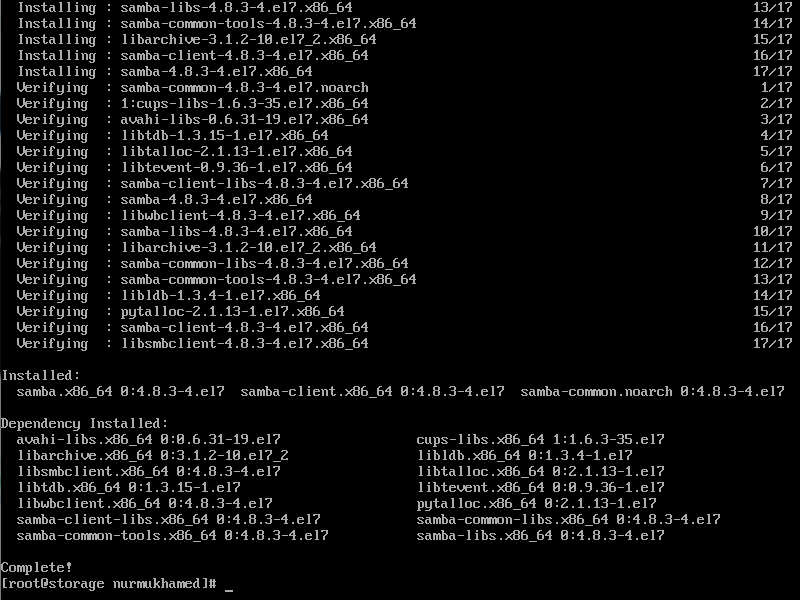 Installing : samba-libs-4.8.3-4.el7.x86_64 13/17
Installing : samba-common-tools-4.8.3-4.el7.x86_64 14/17
Installing : libarchive-3.1.2-10.el7_2.x86_64 15/17
Installing : samba-client-4.8.3-4.el7.x86_64 16/17
Installing : samba-4.8.3-4.el7.x86_64 17/17
Verifying : samba-common-4.8.3-4.el7.noarch 1/17
Verifying : 1:cups-libs-1.6.3-35.el7.x86_64 2/17
Verifying : avahi-libs-0.6.31-19.el7.x86_64 3/17
Verifying : libtdb-1.3.15-1.el7.x86_64 4/17
Verifying : libtalloc-2.1.13-1.el7.x86_64 5/17
Verifying : libtevent-0.9.36-1.el7.x86_64 6/17
Verifying : samba-client-libs-4.8.3-4.el7.x86_64 7/17
Verifying : samba-4.8.3-4.el7.x86_64 8/17
Verifying : libwbclient-4.8.3-4.el7.x86_64 9/17
Verifying : samba-libs-4.8.3-4.el7.x86_64 10/17
Verifying : libarchive-3.1.2-10.el7_2.x86_64 11/17
Verifying : samba-common-libs-4.8.3-4.el7.x86_64 12/17
Verifying : samba-common-tools-4.8.3-4.el7.x86_64 13/17
Verifying : libldb-1.3.4-1.el7.x86_64 14/17
Verifying : pytalloc-2.1.13-1.el7.x86_64 15/17
Verifying : samba-client-4.8.3-4.el7.x86_64 16/17
Verifying : libsmbclient-4.8.3-4.el7.x86_64 17/17
Installed:
samba.x86_64 0:4.8.3-4.el7 samba-client.x86_64 0:4.8.3-4.el7 samba-common.noarch 0:4.8.3-4.el7
Dependency Installed:
avahi-libs.x86_64 0:0.6.31-19.el7 cups-libs.x86_64 1:1.6.3-35.el7
libarchive.x86_64 0:3.1.2-10.el7_2 libldb.x86_64 0:1.3.4-1.el7
libsmbclient.x86_64 0:4.8.3-4.el7 libtalloc.x86_64 0:2.1.13-1.el7
libtdb.x86_64 0:1.3.15-1.el7 libtevent.x86_64 0:0.9.36-1.el7
libwbclient.x86_64 0:4.8.3-4.el7 pytalloc.x86_64 0:2.1.13-1.el7
samba-client-libs.x86_64 0:4.8.3-4.el7 samba-common-libs.x86_64 0:4.8.3-4.el7
samba-common-tools.x86_64 0:4.8.3-4.el7 samba-libs.x86_64 0:4.8.3-4.el7
Complete!
[root@storage nurmukhamed]# _